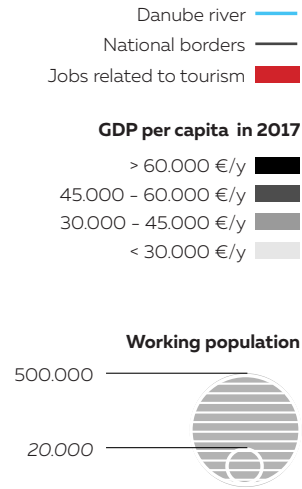 Danube river
National borders
Jobs related to tourism
GDP per capita in 2017
> 60.000 €/y
45.000 - 60.000 €/y
30.000 - 45.000 €/y
< 30.000 €/y
Working population
500.000
20.000